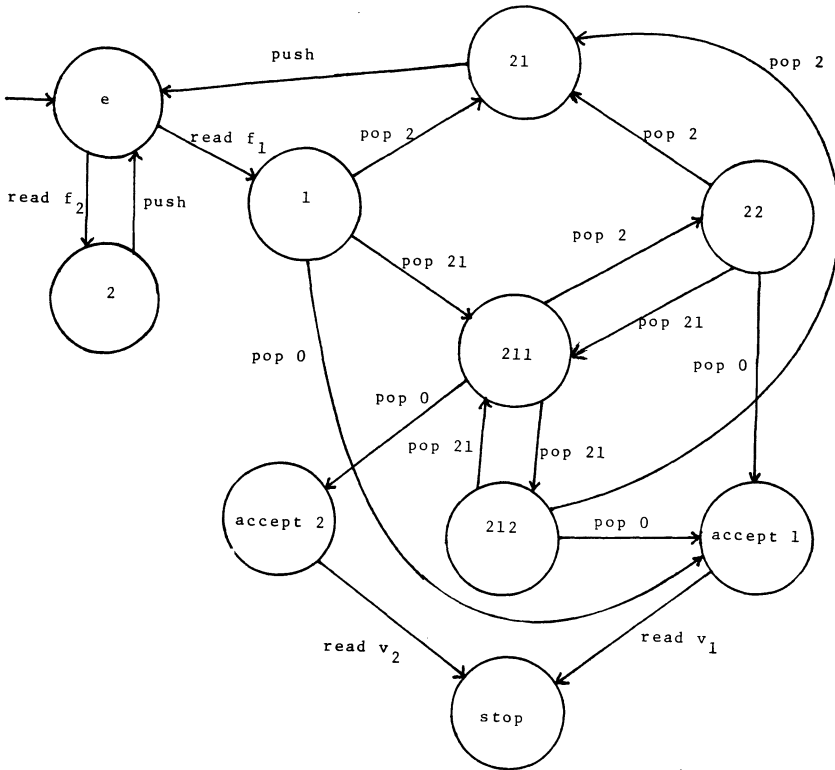 21
push
pop 2
e
read f1
pop 2
pop 2
read f2
push
1
22
pop 2
pop 21
2
pop 21
211
pop 0
pop 0
pop 0
pop 21
pop 21
accept 2
212
pop 0
accept 1
read v2
read v1
stop